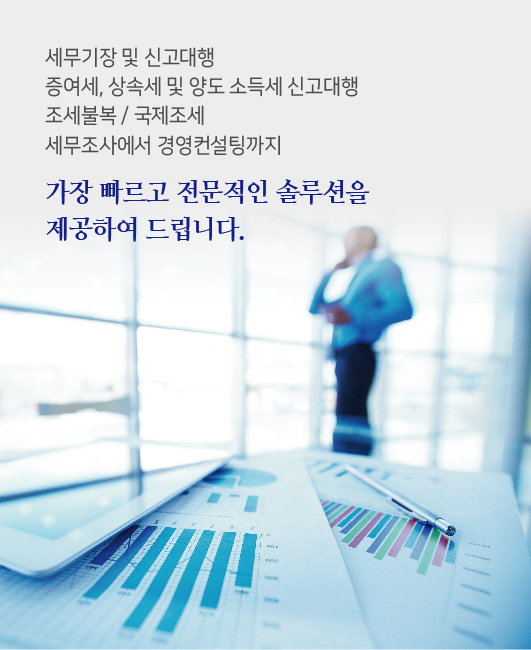 세무기장 및 신고대행
증여세, 상속세 및 양도 소득세 신고대행
조세불복 / 국제조세
세무조사에서 경영컨설팅까지
가장 빠르고 전문적인 솔루션을
제공하여 드립니다.